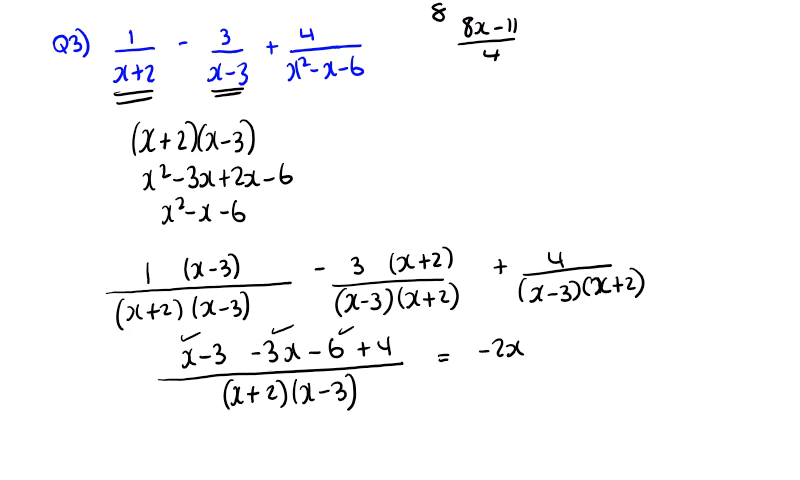 Q3) 1/(x+2) - 3/(x-3) + 4/(x²-x-6)
8 (8x-11)/4
(x+2)(x-3)
x²-3x+2x-6
x²-x-6
1 (x-3)/((x+2)(x-3)) - 3 (x+2)/((x-3)(x+2)) + 4/((x-3)(x+2))
(x-3 -3x-6+4)/((x+2)(x-3)) = -2x